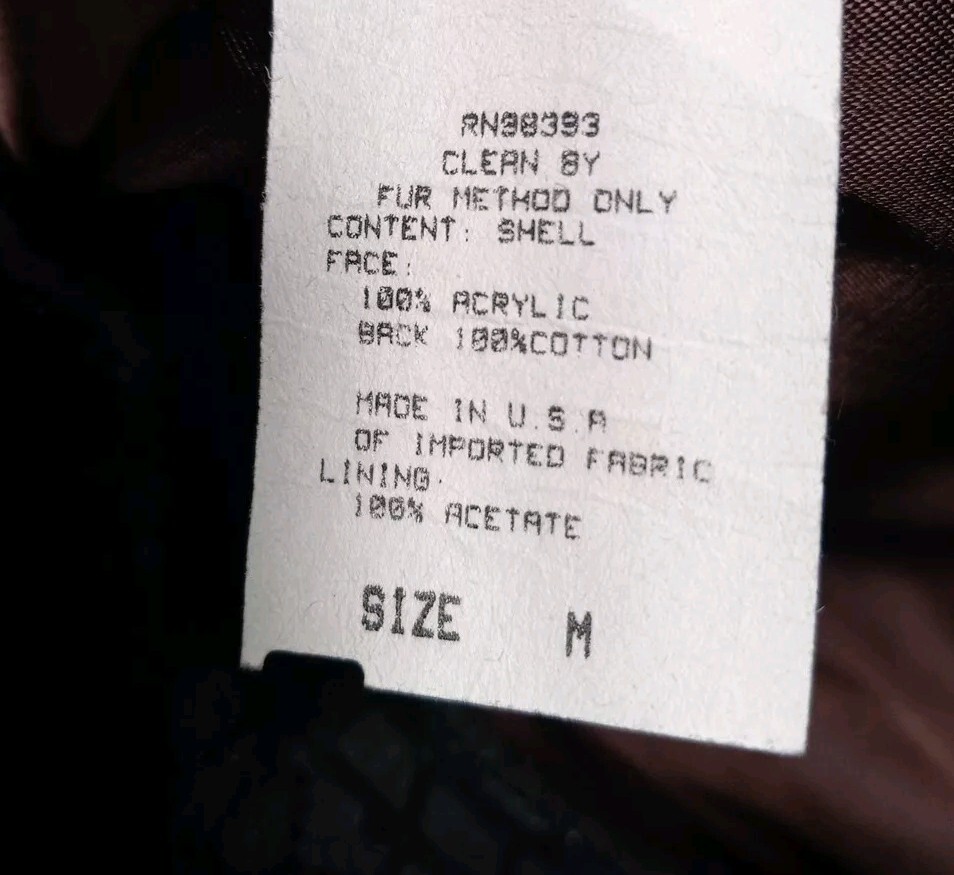 RN98393
CLEAN BY
FUR METHOD ONLY
CONTENT: SHELL
FACE:
100% ACRYLIC
BACK 100%COTTON
MADE IN U.S.A
OF IMPORTED FABRIC
LINING.
100% ACETATE
SIZE M